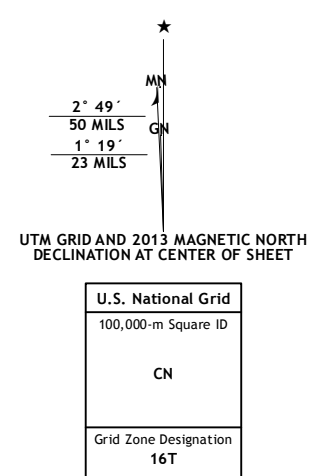 ★
MN
2° 49´
50 MILS
GN
1° 19´
23 MILS
UTM GRID AND 2013 MAGNETIC NORTH
DECLINATION AT CENTER OF SHEET
U.S. National Grid
100,000-m Square ID
CN
Grid Zone Designation
16T